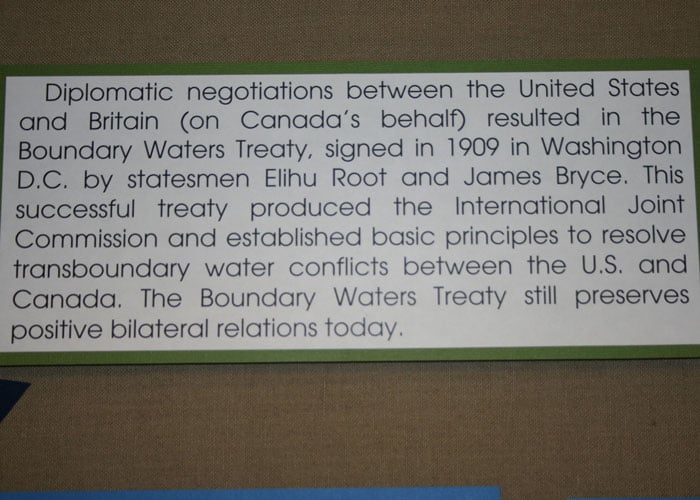 Diplomatic negotiations between the United States
and Britain (on Canada's behalf) resulted in the
Boundary Waters Treaty, signed in 1909 in Washington
D.C. by statesmen Elihu Root and James Bryce. This
successful treaty produced the International Joint
Commission and established basic principles to resolve
transboundary water conflicts between the U.S. and
Canada. The Boundary Waters Treaty still preserves
positive bilateral relations today.